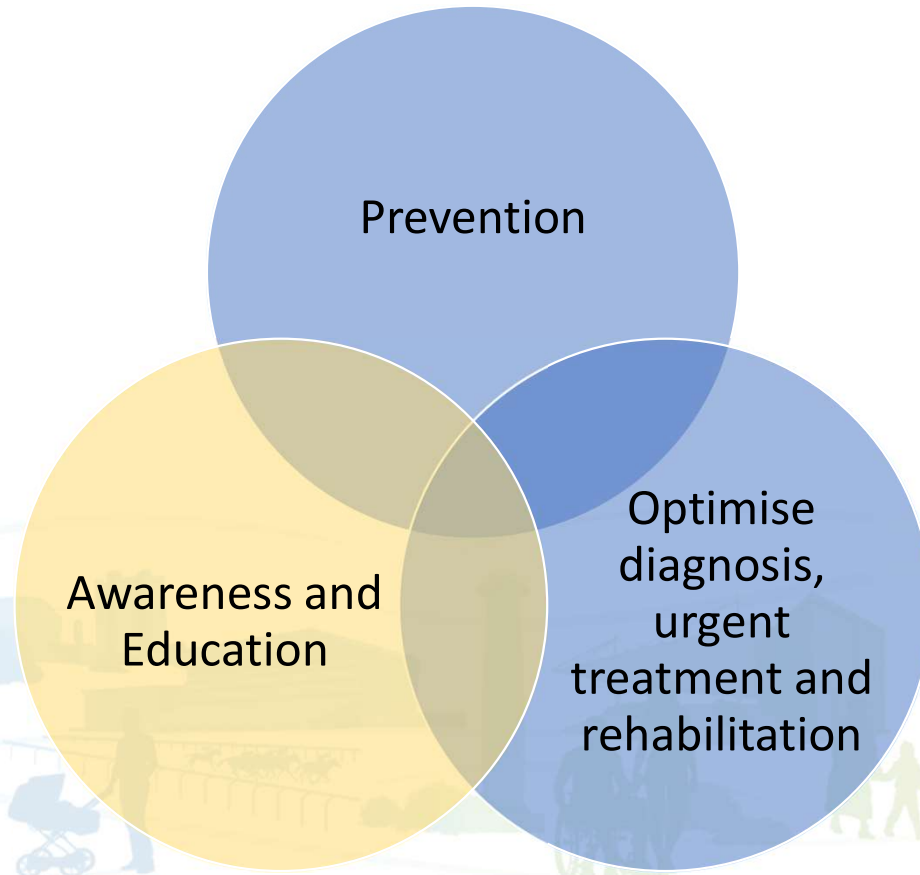 Prevention
Awareness and
Education
Optimise
diagnosis,
urgent
treatment and
rehabilitation